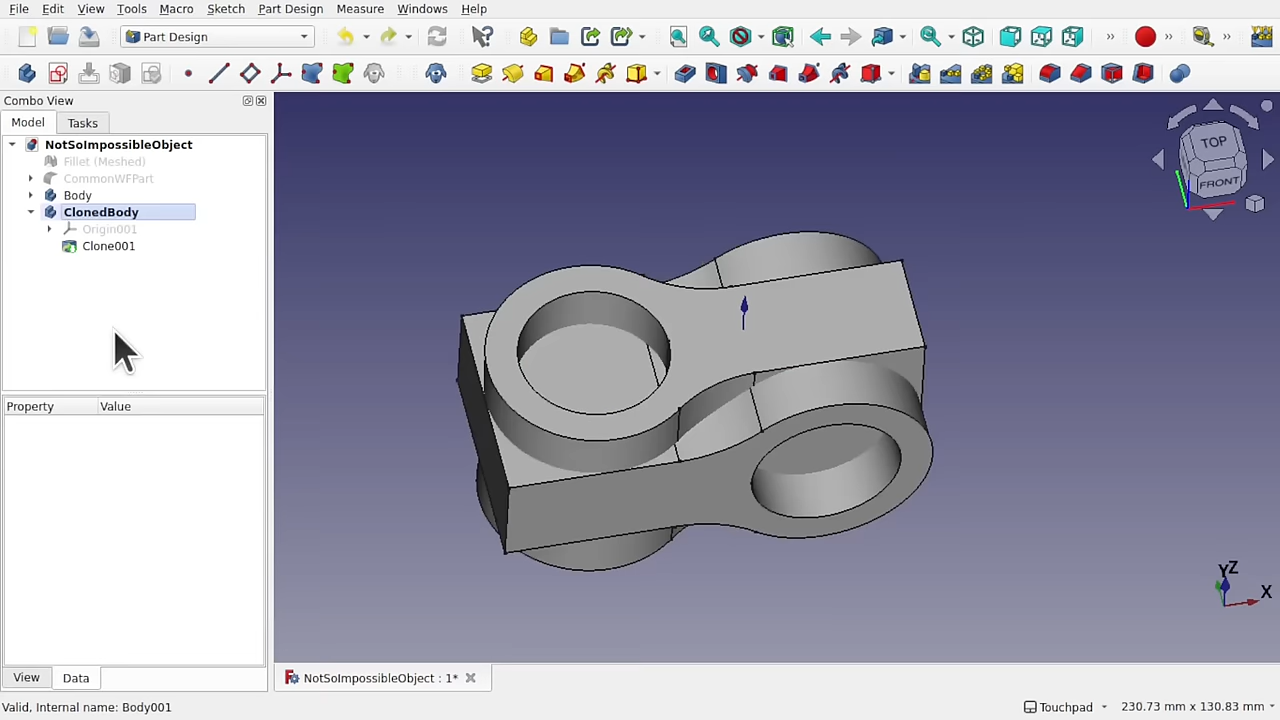 File Edit View Tools Macro Sketch Part Design Measure Windows Help
Part Design
Combo View
Model Tasks
NotSoImpossibleObject
Fillet (Meshed)
CommonWFPart
Body
ClonedBody
Origin001
Clone001
Property Value
View Data
TOP
FRONT
Y Z
X
NotSoImpossibleObject : 1*
Valid, Internal name: Body001
Touchpad 230.73 mm x 130.83 mm